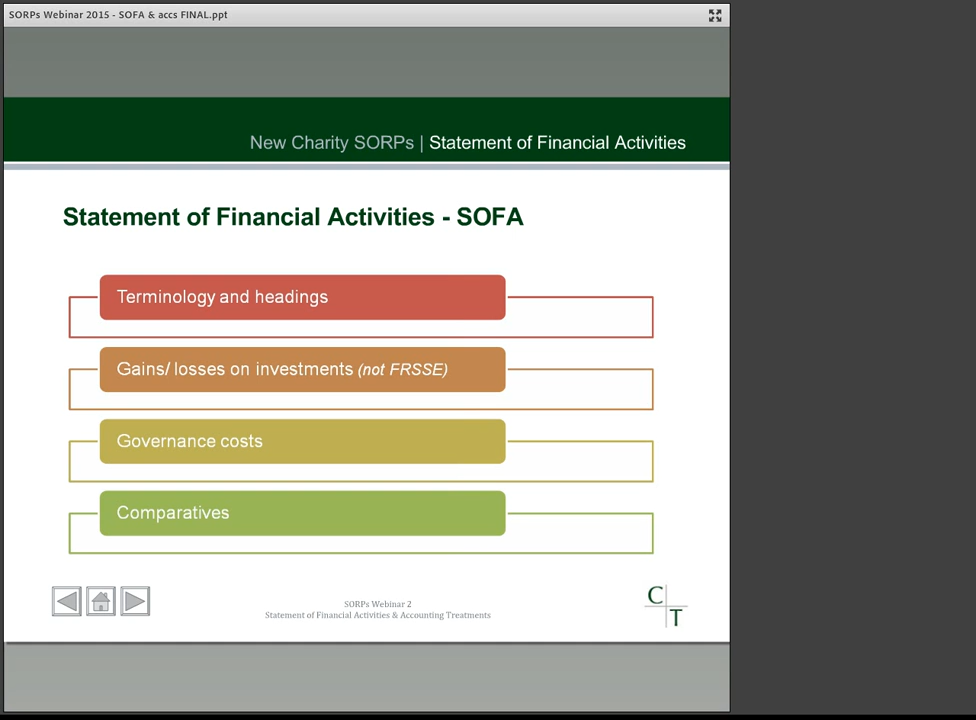 SORPs Webinar 2015 - SOFA & accs FINAL.ppt
New Charity SORPs | Statement of Financial Activities
Statement of Financial Activities - SOFA
Terminology and headings
Gains/ losses on investments (not FRSSE)
Governance costs
Comparatives
SORPs Webinar 2
Statement of Financial Activities & Accounting Treatments
C
T